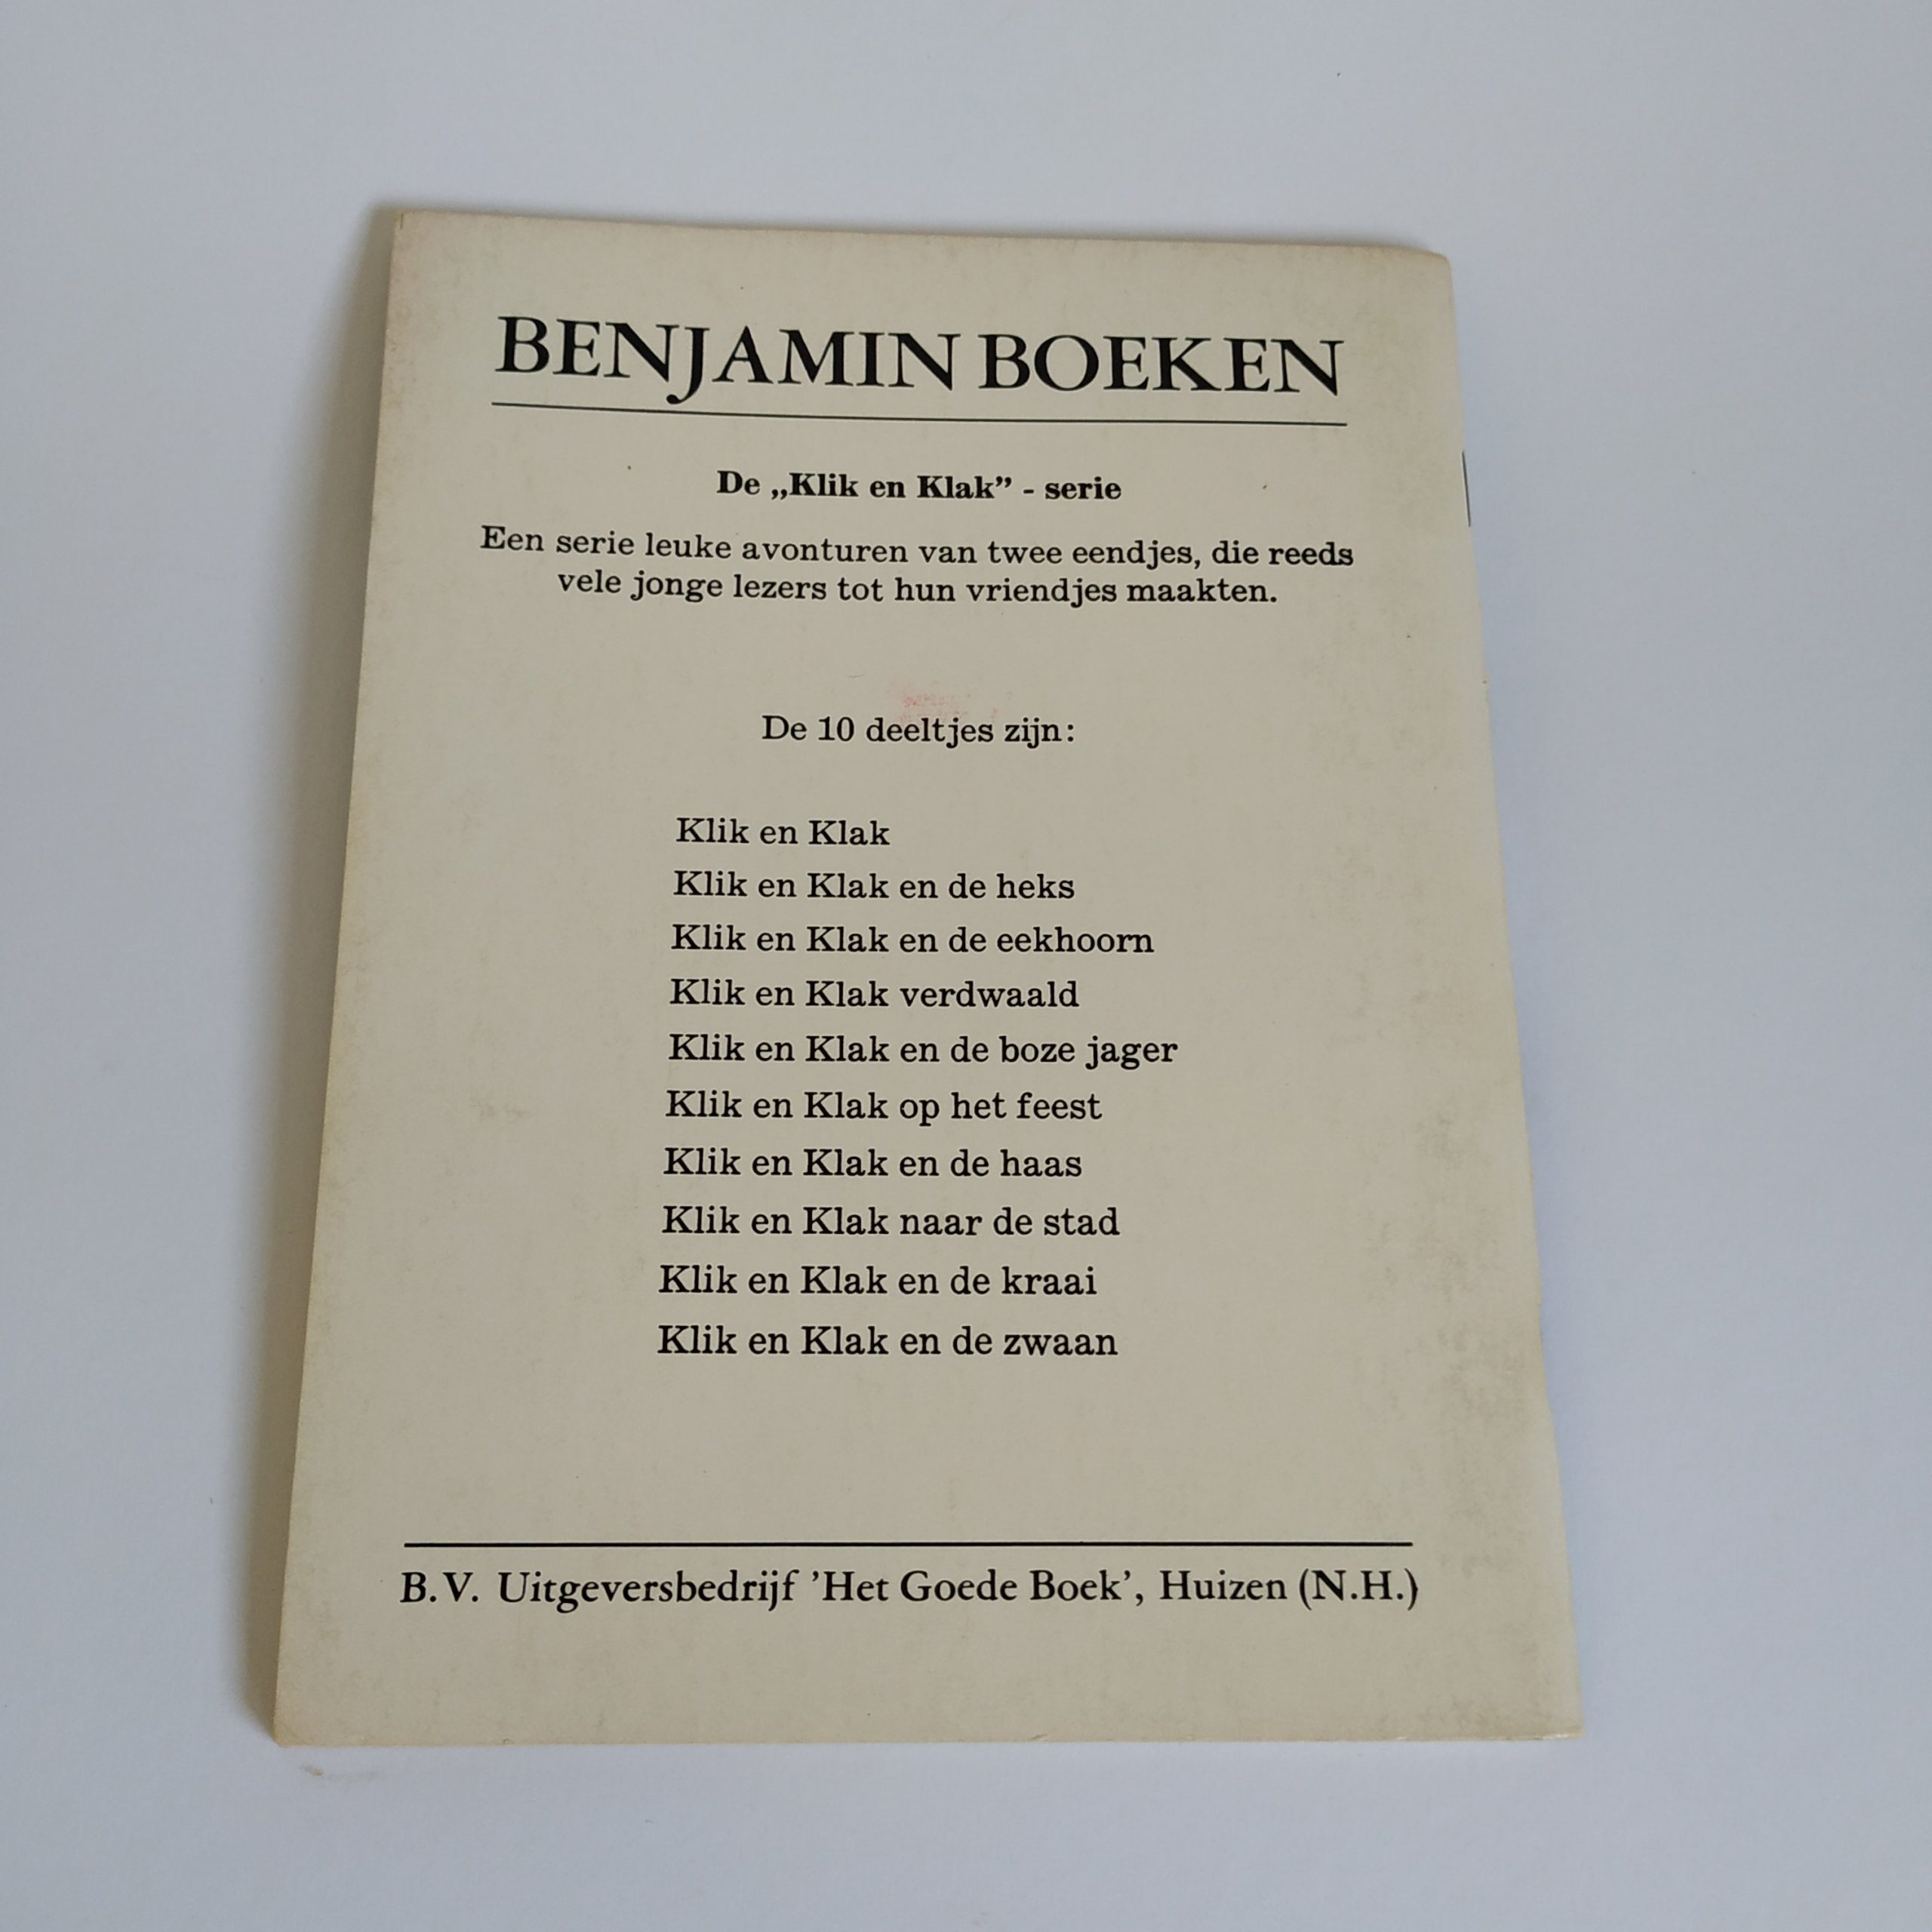 BENJAMIN BOEKEN
De „Klik en Klak” - serie
Een serie leuke avonturen van twee eendjes, die reeds
vele jonge lezers tot hun vriendjes maakten.
De 10 deeltjes zijn:
Klik en Klak
Klik en Klak en de heks
Klik en Klak en de eekhoorn
Klik en Klak verdwaald
Klik en Klak en de boze jager
Klik en Klak op het feest
Klik en Klak en de haas
Klik en Klak naar de stad
Klik en Klak en de kraai
Klik en Klak en de zwaan
B.V. Uitgeversbedrijf ’Het Goede Boek’, Huizen (N.H.)